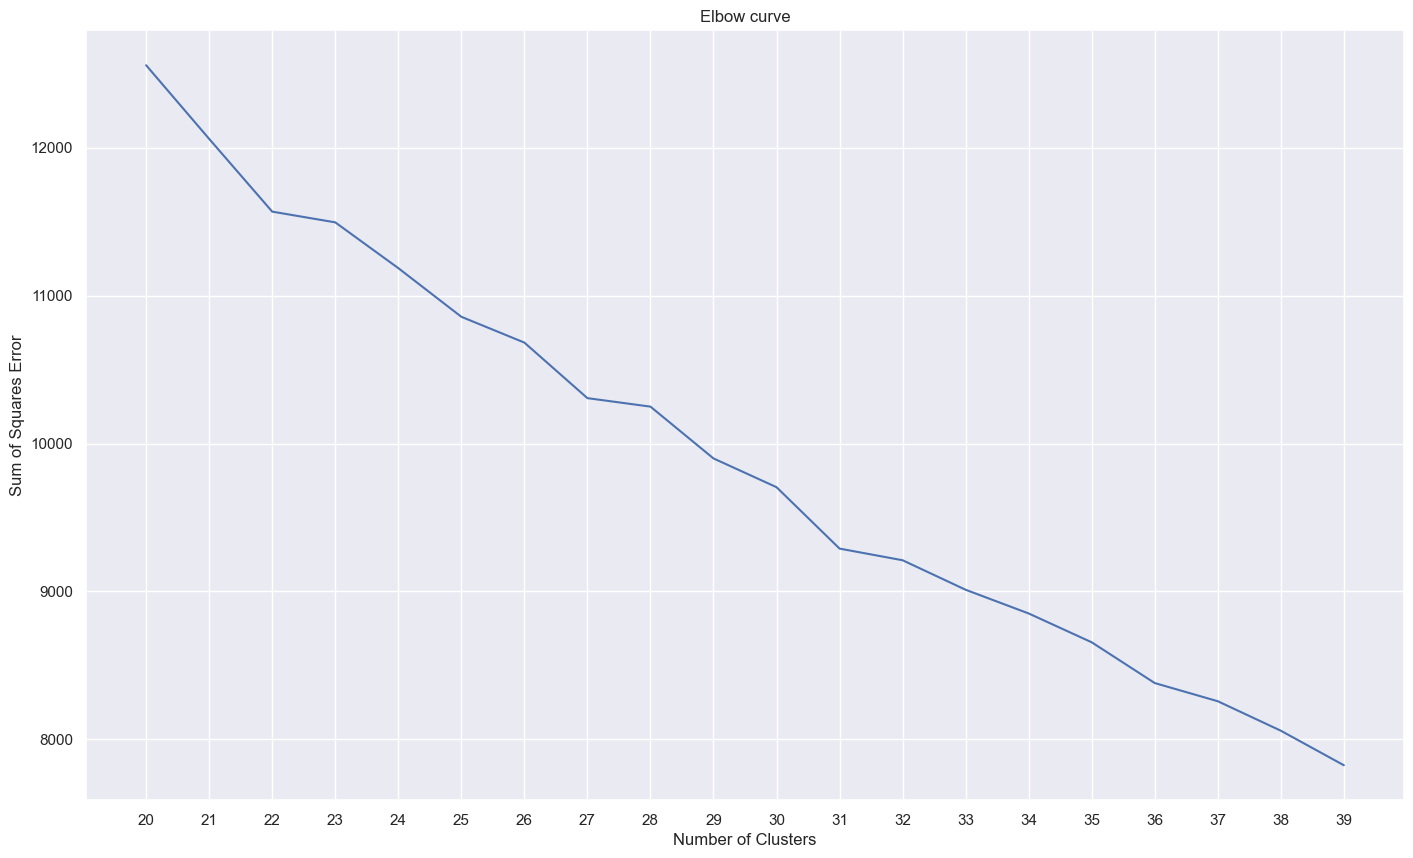 Elbow curve
12000
11000
10000
9000
8000
Sum of Squares Error
20 21 22 23 24 25 26 27 28 29 30 31 32 33 34 35 36 37 38 39
Number of Clusters